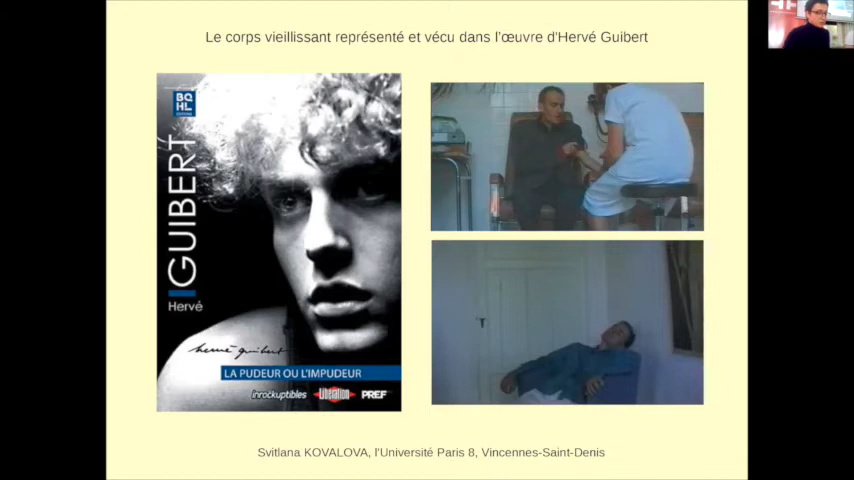 Le corps vieillissant représenté et vécu dans l'œuvre d'Hervé Guibert
BQ
HL
GUIBERT
Hervé
hervé guibert
LA PUDEUR OU L'IMPUDEUR
inrockuptibles Libération PREF
Svitlana KOVALOVA, l'Université Paris 8, Vincennes-Saint-Denis